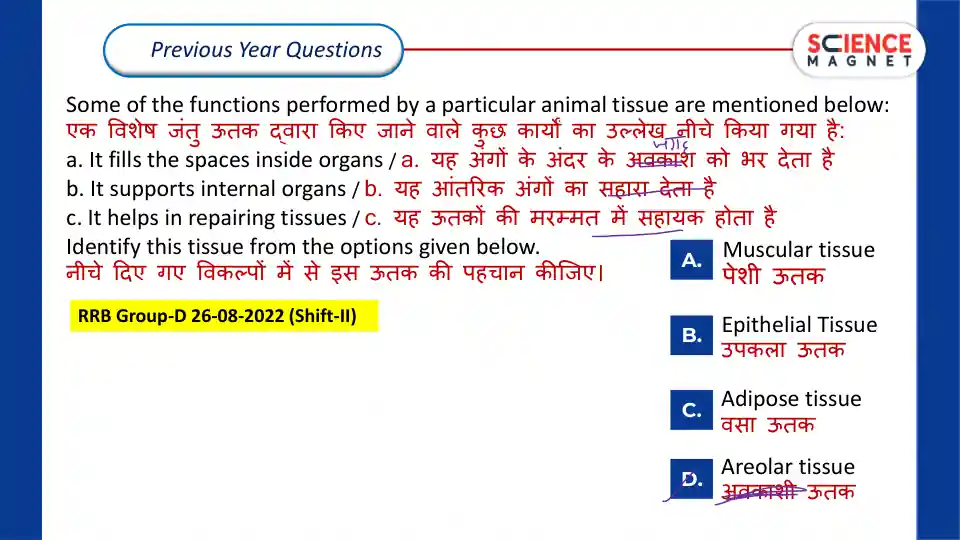 Previous Year Questions
SCIENCE
MAGNET
Some of the functions performed by a particular animal tissue are mentioned below:
एक विशेष जंतु ऊतक द्वारा किए जाने वाले कुछ कार्यों का उल्लेख नीचे किया गया है:
जगह
a. It fills the spaces inside organs / a. यह अंगों के अंदर के अवकाश को भर देता है
b. It supports internal organs / b. यह आंतरिक अंगों का सहारा देता है
c. It helps in repairing tissues / c. यह ऊतकों की मरम्मत में सहायक होता है
Identify this tissue from the options given below.
नीचे दिए गए विकल्पों में से इस ऊतक की पहचान कीजिए।
RRB Group-D 26-08-2022 (Shift-II)
A. Muscular tissue
पेशी ऊतक
B. Epithelial Tissue
उपकला ऊतक
C. Adipose tissue
वसा ऊतक
D. Areolar tissue
अवकाशी ऊतक